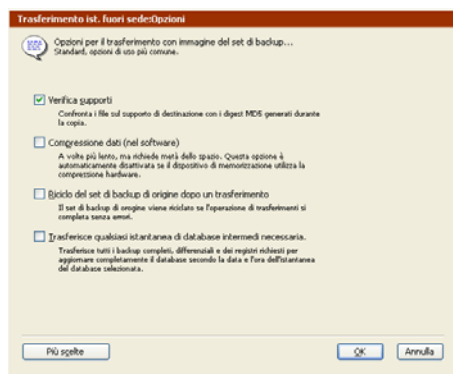 Trasferimento ist. fuori sede:Opzioni
Opzioni per il trasferimento con immagine del set di backup...
Standard, opzioni di uso più comune.
Verifica supporti
Confronta i file sul supporto di destinazione con i digest MD5 generati durante
la copia.
Compressione dati (nel software)
A volte più lento, ma richiede metà dello spazio. Questa opzione è
automaticamente disattivata se il dispositivo di memorizzazione utilizza la
compressione hardware.
Riciclo del set di backup di origine dopo un trasferimento
Il set di backup di orogine viene riciclato se l'operazione di trasferimenti si
completa senza errori.
Trasferisce qualsiasi istantanea di database intermedi necessaria.
Trasferisce tutti i backup completi, differenziali e dei registri richiesti per
aggiornare completamente il database secondo la data e l'ora dell'istantanea
del database selezionata.
Più scelte
OK
Annulla